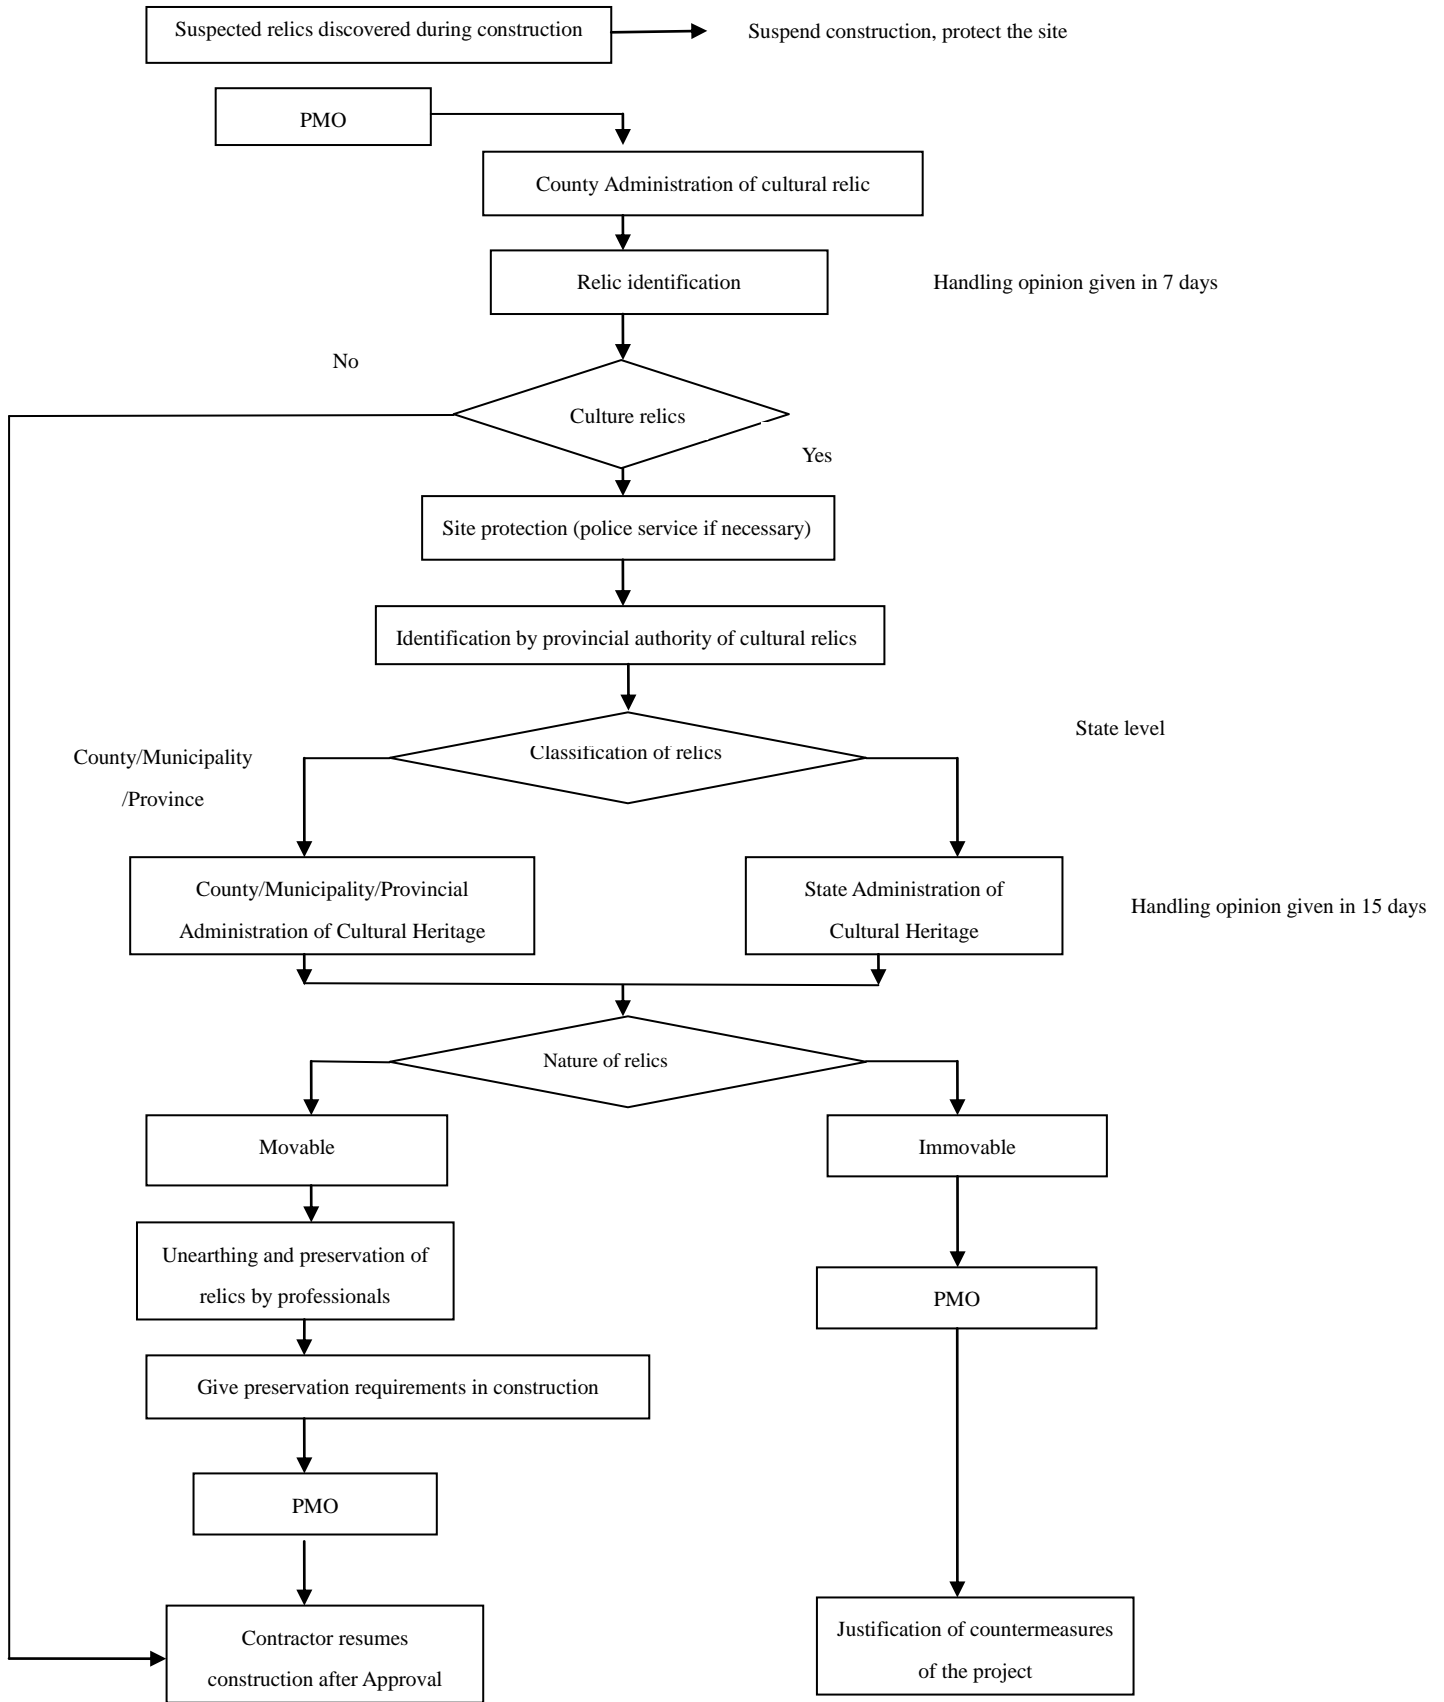 Suspected relics discovered during construction
Suspend construction, protect the site
PMO
County Administration of cultural relic
Relic identification
Handling opinion given in 7 days
No
Culture relics
Yes
Site protection (police service if necessary)
Identification by provincial authority of cultural relics
State level
Classification of relics
County/Municipality
/Province
County/Municipality/Provincial
Administration of Cultural Heritage
State Administration of
Cultural Heritage
Handling opinion given in 15 days
Nature of relics
Movable
Immovable
Unearthing and preservation of
relics by professionals
PMO
Give preservation requirements in construction
PMO
Contractor resumes
construction after Approval
Justification of countermeasures
of the project